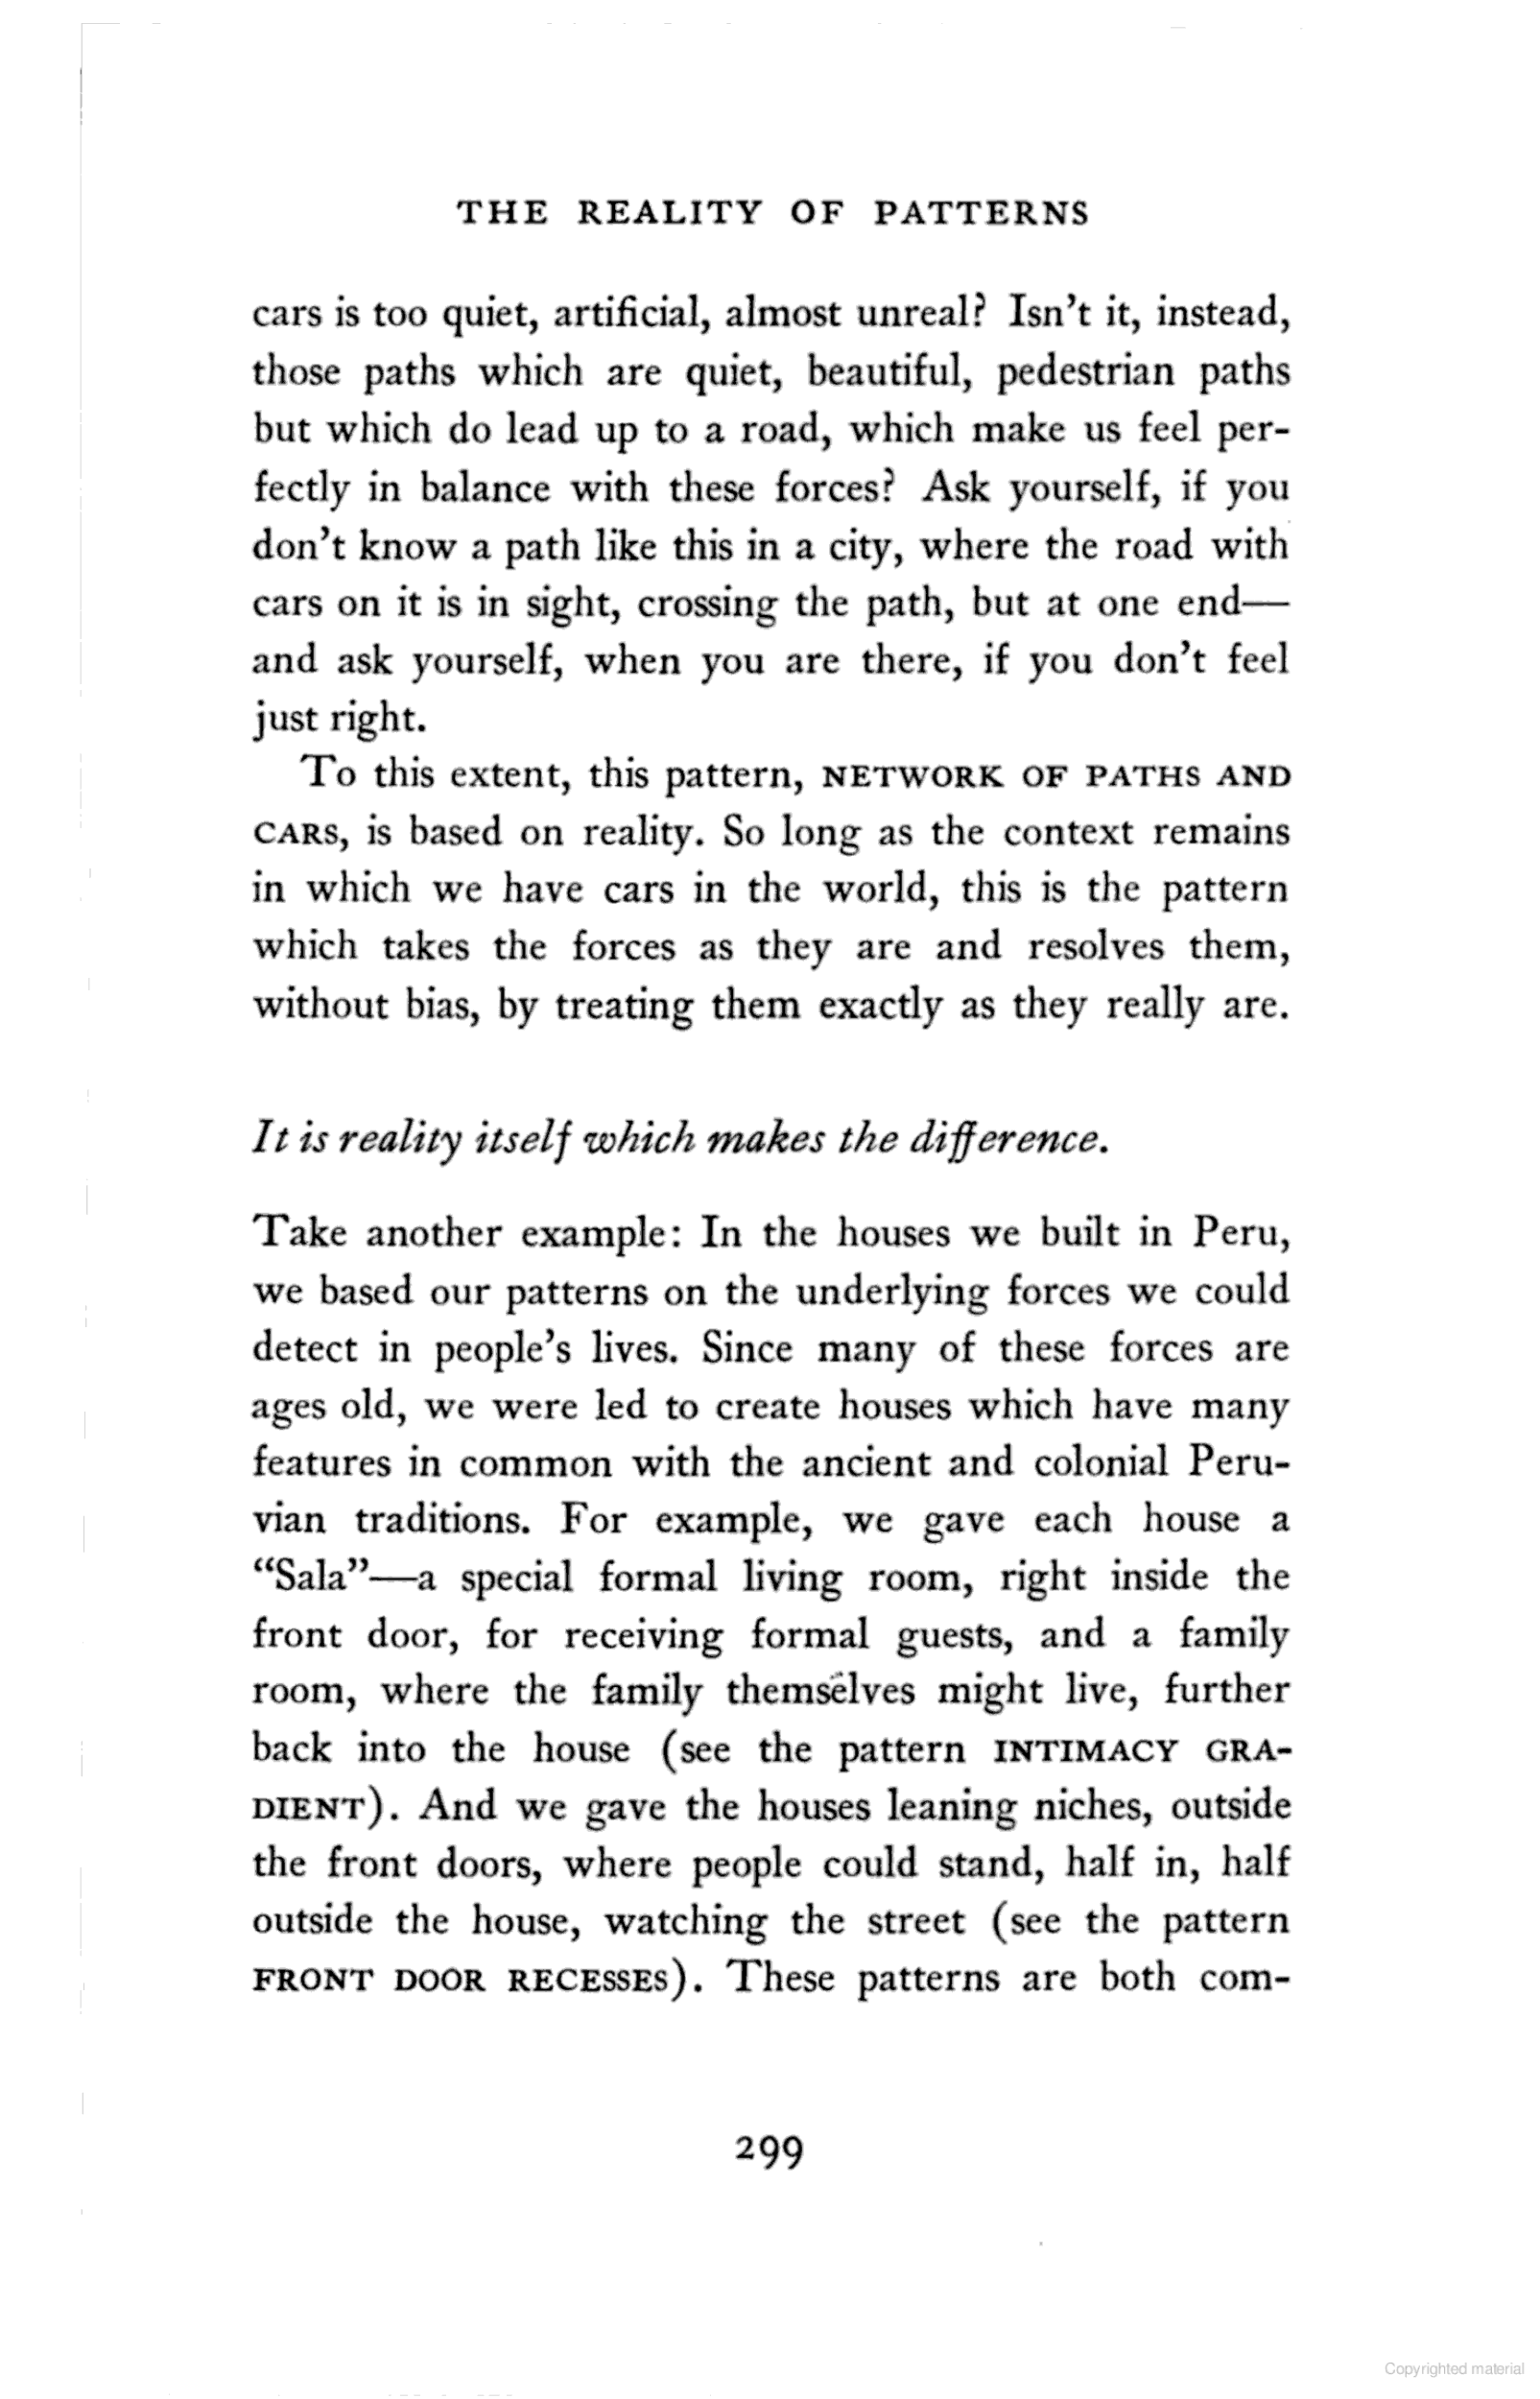 THE REALITY OF PATTERNS
cars is too quiet, artificial, almost unreal? Isn't it, instead,
those paths which are quiet, beautiful, pedestrian paths
but which do lead up to a road, which make us feel per-
fectly in balance with these forces? Ask yourself, if you
don't know a path like this in a city, where the road with
cars on it is in sight, crossing the path, but at one end—
and ask yourself, when you are there, if you don't feel
just right.
To this extent, this pattern, NETWORK OF PATHS AND
CARS, is based on reality. So long as the context remains
in which we have cars in the world, this is the pattern
which takes the forces as they are and resolves them,
without bias, by treating them exactly as they really are.
It is reality itself which makes the difference.
Take another example: In the houses we built in Peru,
we based our patterns on the underlying forces we could
detect in people's lives. Since many of these forces are
ages old, we were led to create houses which have many
features in common with the ancient and colonial Peru-
vian traditions. For example, we gave each house a
“Sala”—a special formal living room, right inside the
front door, for receiving formal guests, and a family
room, where the family themselves might live, further
back into the house (see the pattern INTIMACY GRA-
DIENT). And we gave the houses leaning niches, outside
the front doors, where people could stand, half in, half
outside the house, watching the street (see the pattern
FRONT DOOR RECESSES). These patterns are both com-
299
Copyrighted material